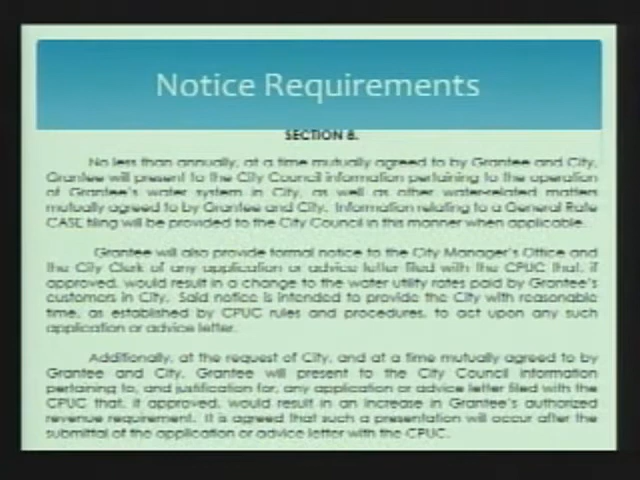 Notice Requirements
SECTION 8.
No less than annually, at a time mutually agreed to by Grantee and City,
Grantee will present to the City Council information pertaining to the operation
of Grantee's water system in City, as well as other water-related matters
mutually agreed to by Grantee and City. Information relating to a General Rate
CASE filing will be provided to the City Council in this manner when applicable.
Grantee will also provide formal notice to the City Manager's Office and
the City Clerk of any application or advice letter filed with the CPUC that, if
approved, would result in a change to the water utility rates paid by Grantee's
customers in City. Said notice is intended to provide the City with reasonable
time, as established by CPUC rules and procedures, to act upon any such
application or advice letter.
Additionally, at the request of City, and at a time mutually agreed to by
Grantee and City, Grantee will present to the City Council information
pertaining to, and justification for, any application or advice letter filed with the
CPUC that, if approved, would result in an increase in Grantee's authorized
revenue requirement. It is agreed that such a presentation will occur after the
submittal of the application or advice letter with the CPUC.